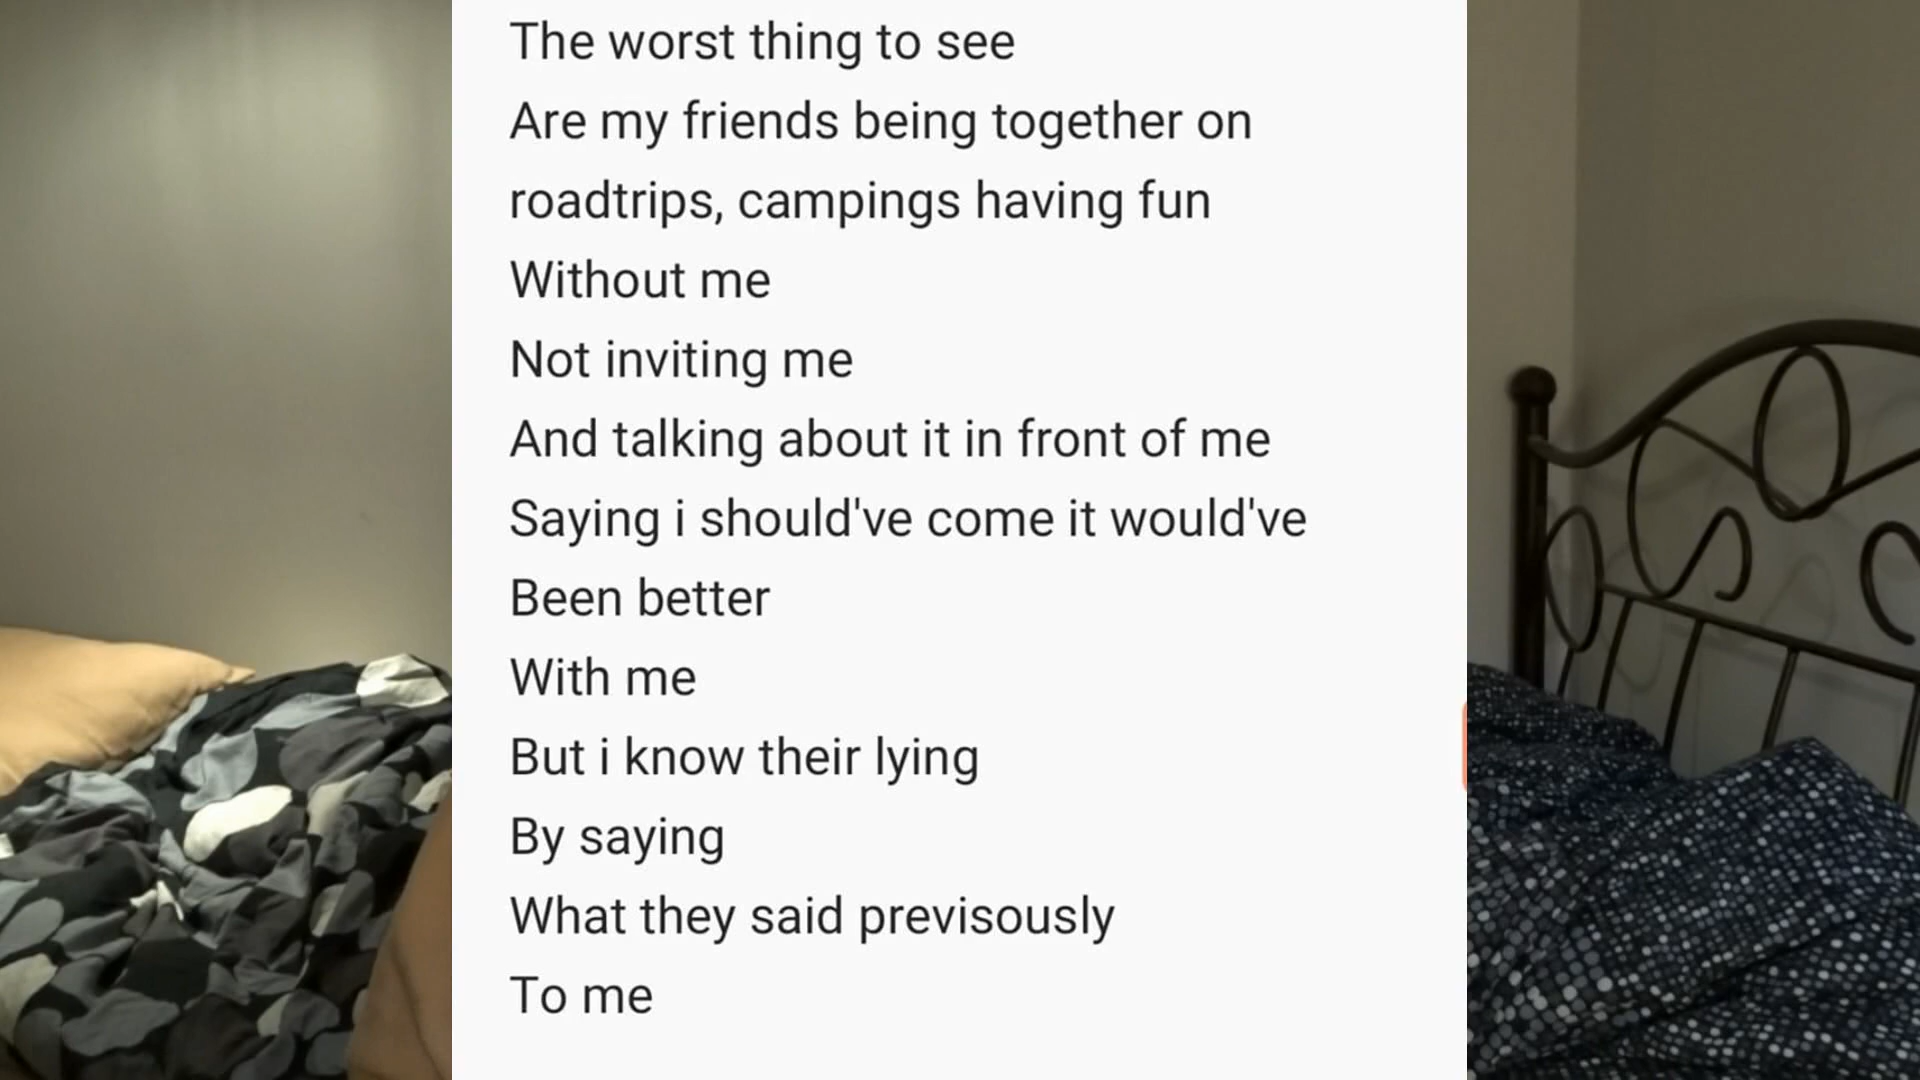 The worst thing to see
Are my friends being together on
roadtrips, campings having fun
Without me
Not inviting me
And talking about it in front of me
Saying i should've come it would've
Been better
With me
But i know their lying
By saying
What they said previsously
To me